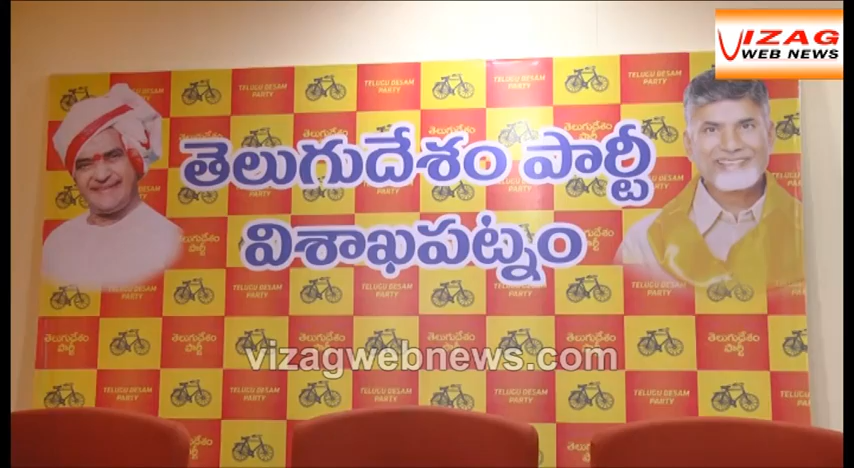 VIZAG
WEB NEWS
TELUGU DESAM PARTY
తెలుగుదేశం పార్టీ
తెలుగుదేశం పార్టీ
విశాఖపట్నం
vizagwebnews.com